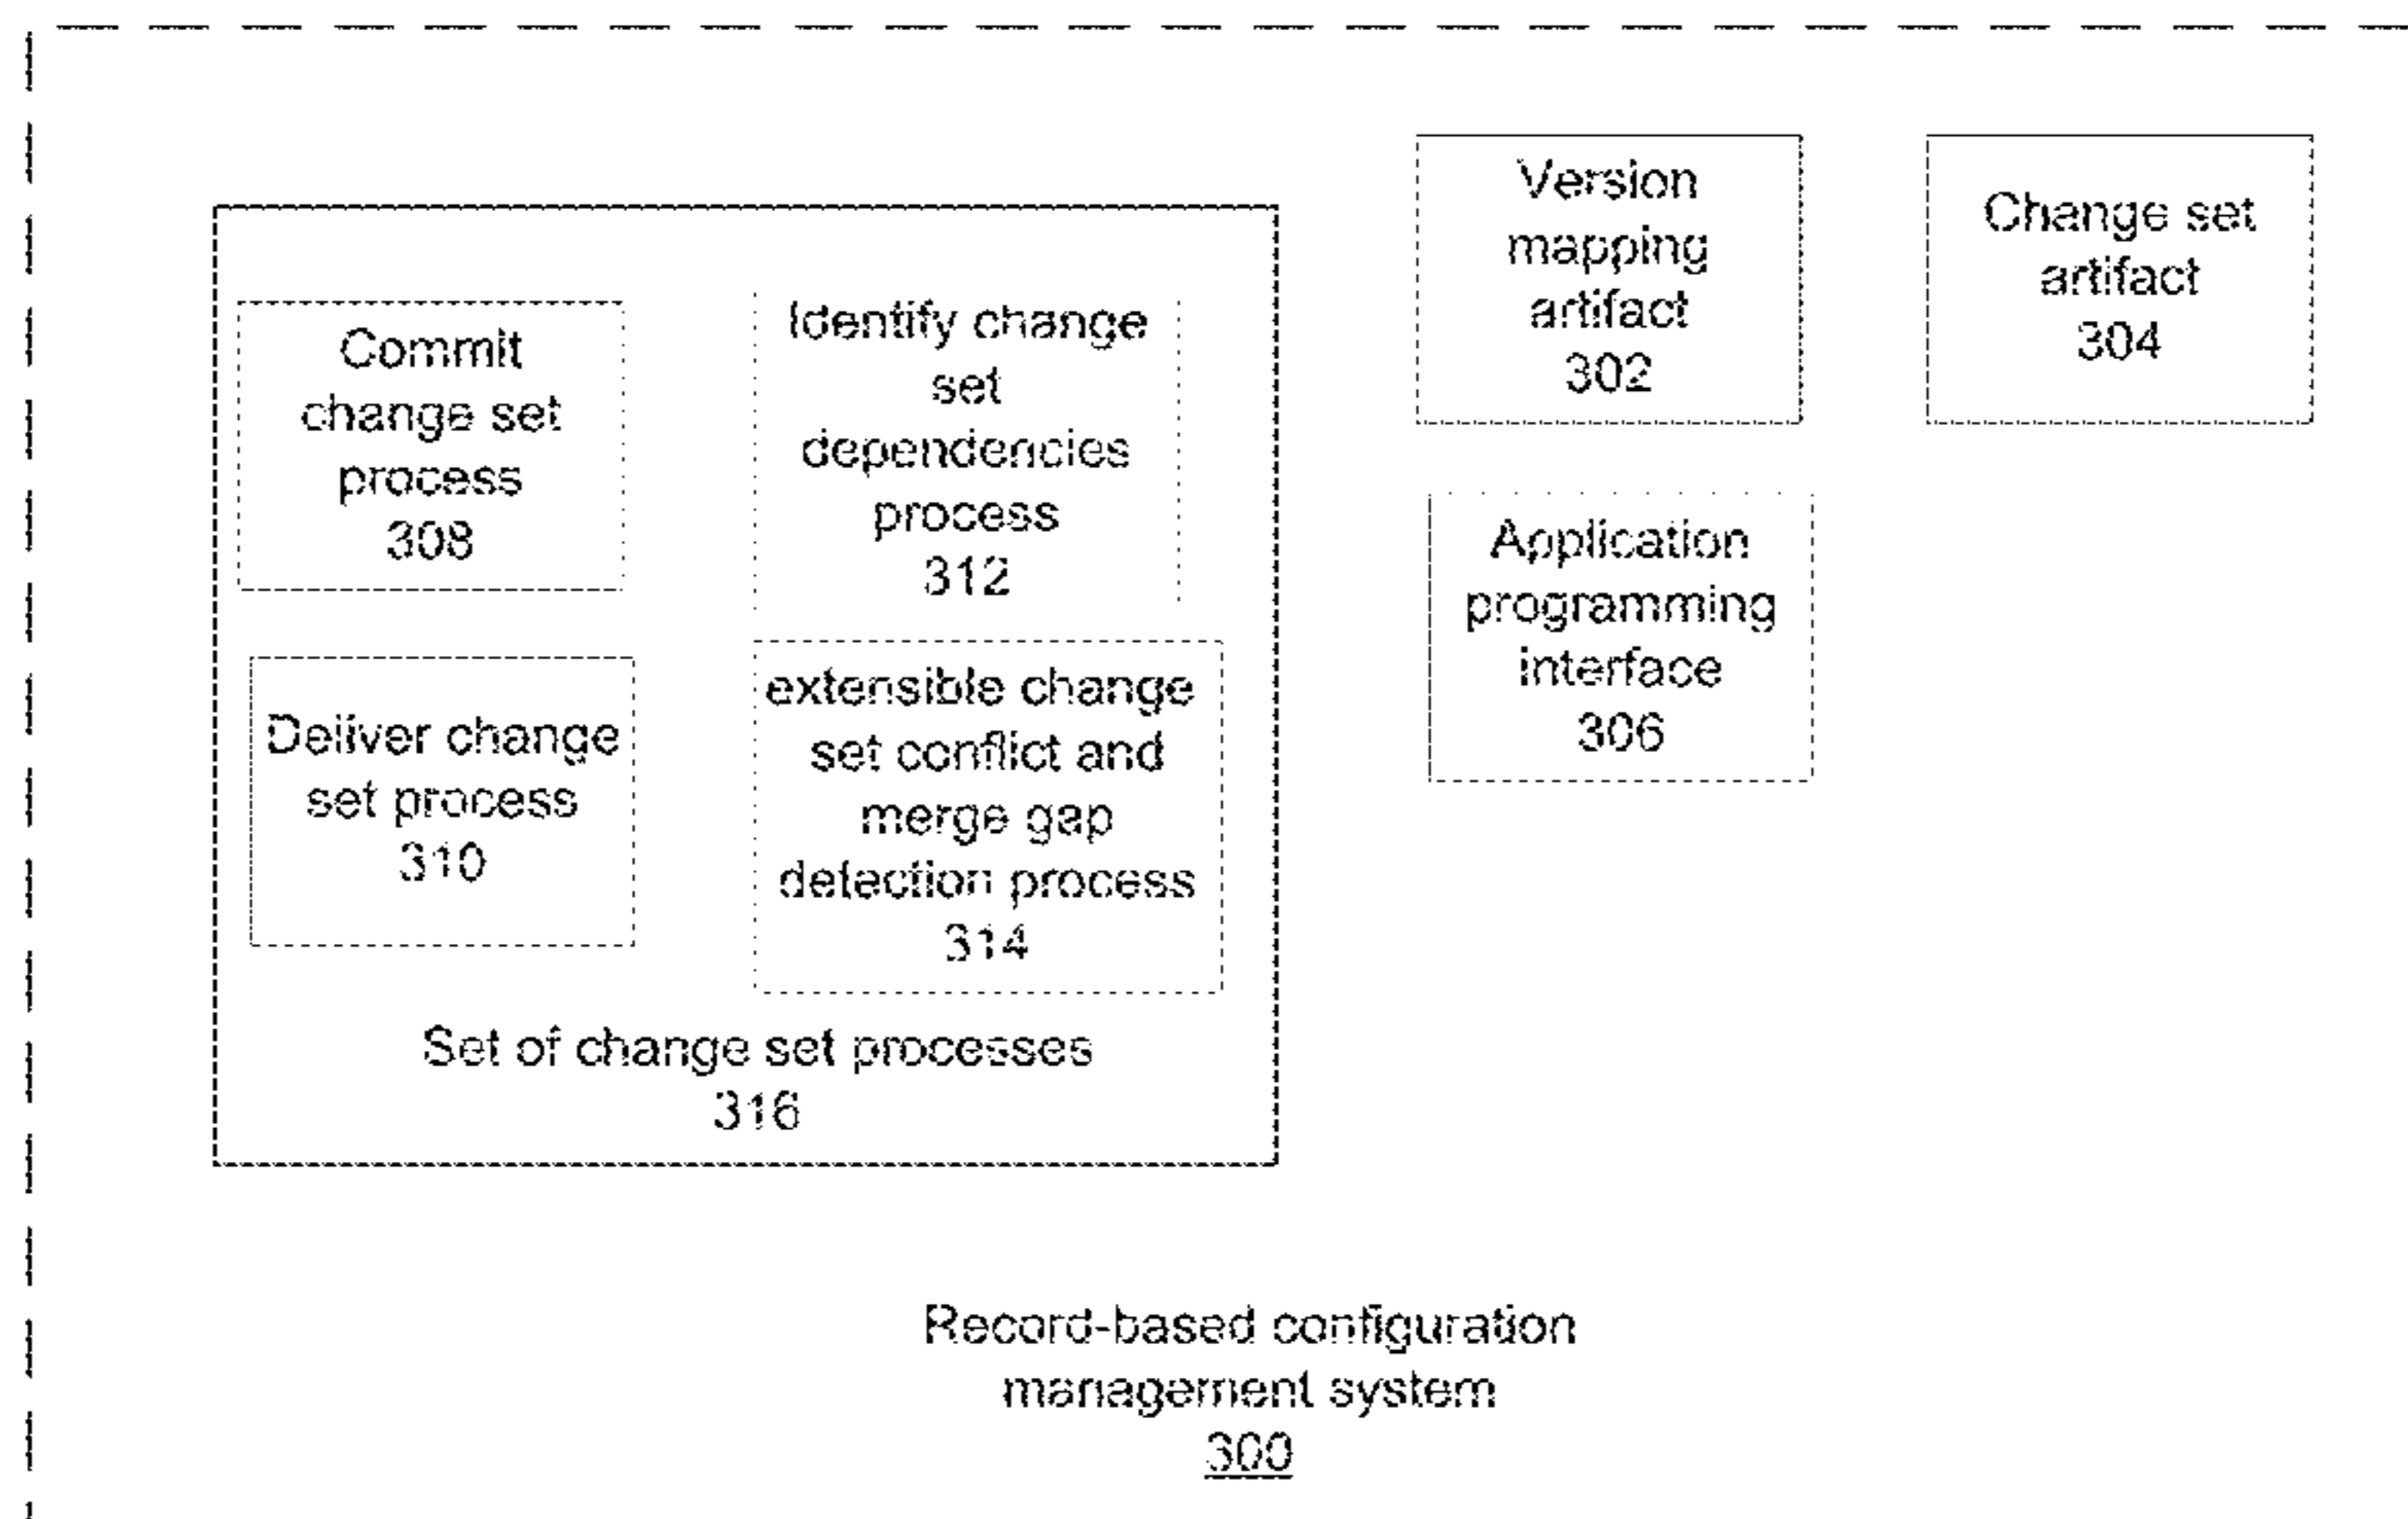 Commit
change set
process
308
Identify change
set
dependencies
process
312
Deliver change
set process
310
extensible change
set conflict and
merge gap
detection process
314
Set of change set processes
316
Version
mapping
artifact
302
Change set
artifact
304
Application
programming
interface
306
Record-based configuration
management system
300